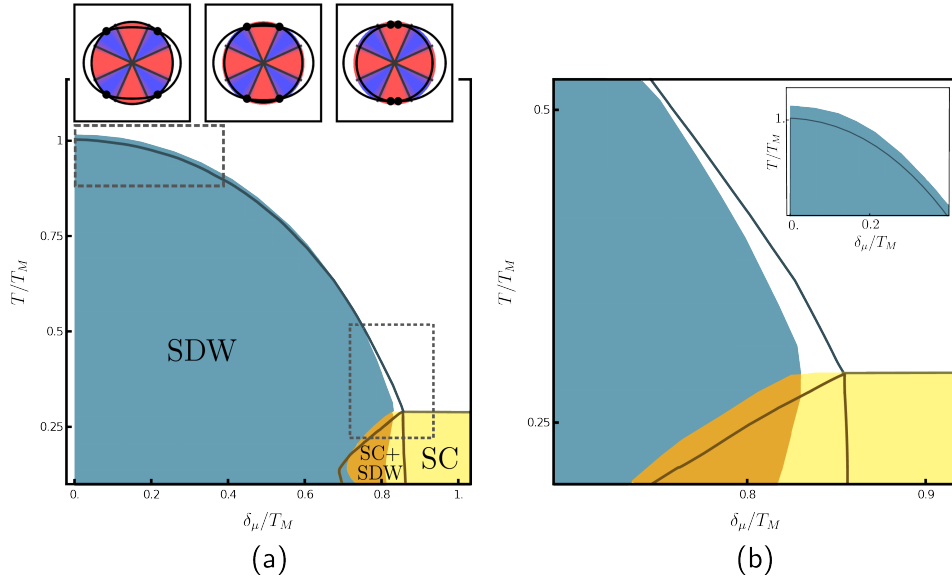 T/T_M
1
0.75
0.5
0.25
SDW
SC+
SDW
SC
0.
0.2
0.4
0.6
0.8
1.
δ_μ/T_M
(a)
T/T_M
0.5
0.25
0.8
0.9
δ_μ/T_M
T/T_M
1.
0.
0.2
δ_μ/T_M
(b)